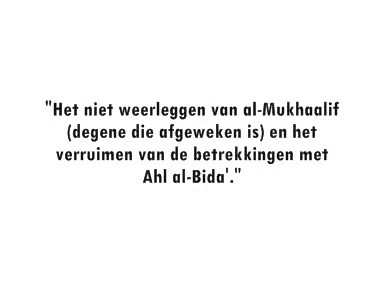 "Het niet weerleggen van al-Mukhaalif
(degene die afgeweken is) en het
verruimen van de betrekkingen met
Ahl al-Bida'."